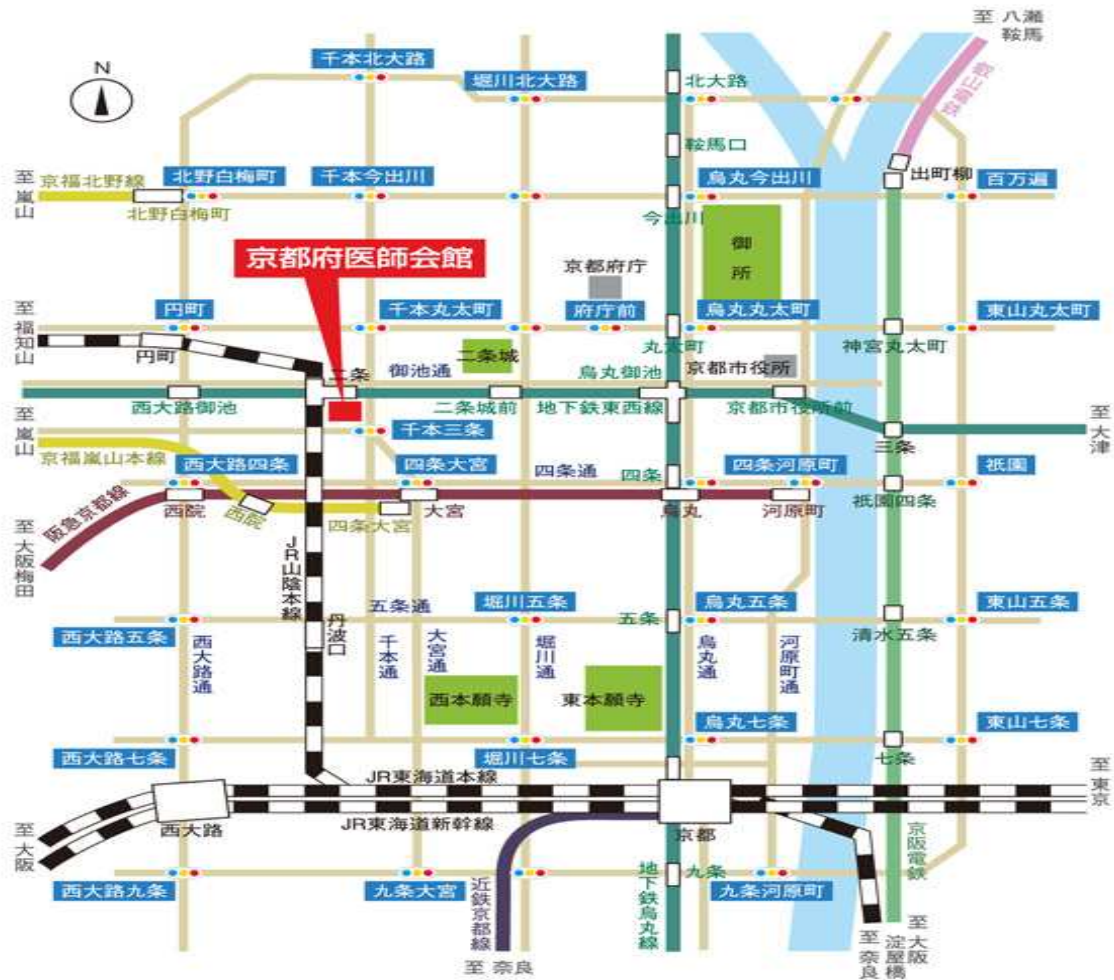 至 八瀬
鞍馬
N
千本北大路
堀川北大路
北大路
叡山電鉄
鞍馬口
至 嵐山
京福北野線
北野白梅町
千本今出川
烏丸今出川
出町柳
百万遍
北野白梅町
今出川
御所
京都府医師会館
京都府庁
至 福知山
円町
千本丸太町
府庁前
烏丸丸太町
東山丸太町
円町
二条城
丸太町
神宮丸太町
二条
御池通
烏丸御池
京都市役所
西大路御池
二条城前
地下鉄東西線
京都市役所前
至 嵐山
千本三条
三条
至 大津
京福嵐山本線
西大路四条
四条大宮
四条通
四条
四条河原町
祇園
阪急京都線
西院
西院
大宮
四条大宮
烏丸
河原町
祇園四条
至 大阪梅田
JR山陰本線
五条通
堀川五条
五条
烏丸五条
東山五条
西大路五条
丹波口
清水五条
西大路通
千本通
大宮通
堀川通
烏丸通
河原町通
西本願寺
東本願寺
烏丸七条
東山七条
西大路七条
堀川七条
七条
JR東海道本線
至 東京
西大路
JR東海道新幹線
京都
至 大阪
京阪電鉄
西大路九条
九条大宮
近鉄京都線
地下鉄烏丸線
九条
九条河原町
至 奈良
至 奈良
至 大阪
淀屋橋